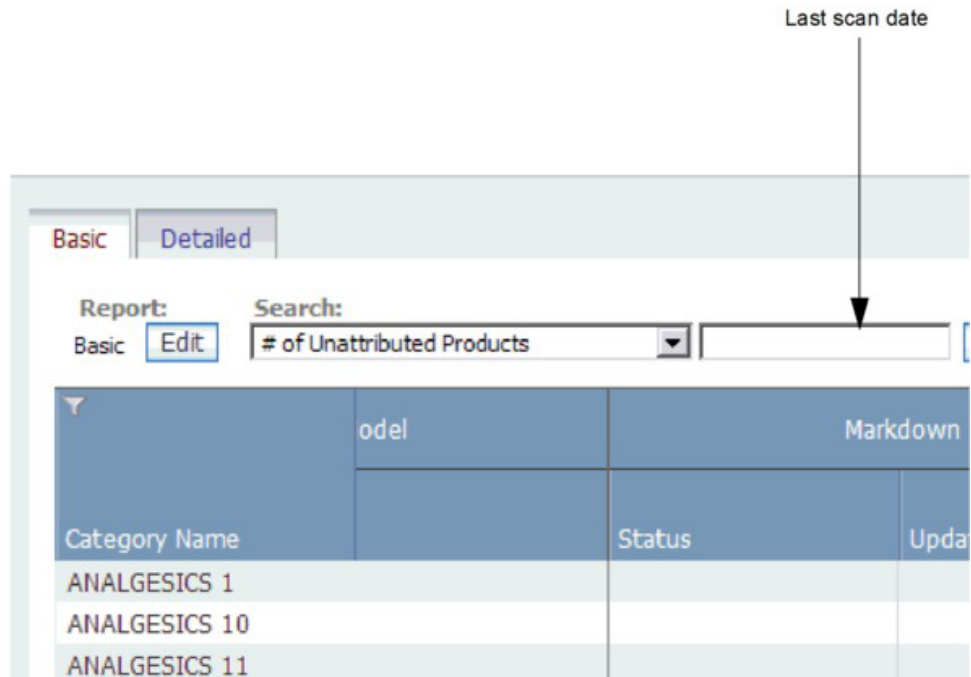 Last scan date
Basic Detailed
Report: Search:
Basic Edit # of Unattributed Products
odel Markdown
Category Name Status Upda
ANALGESICS 1
ANALGESICS 10
ANALGESICS 11